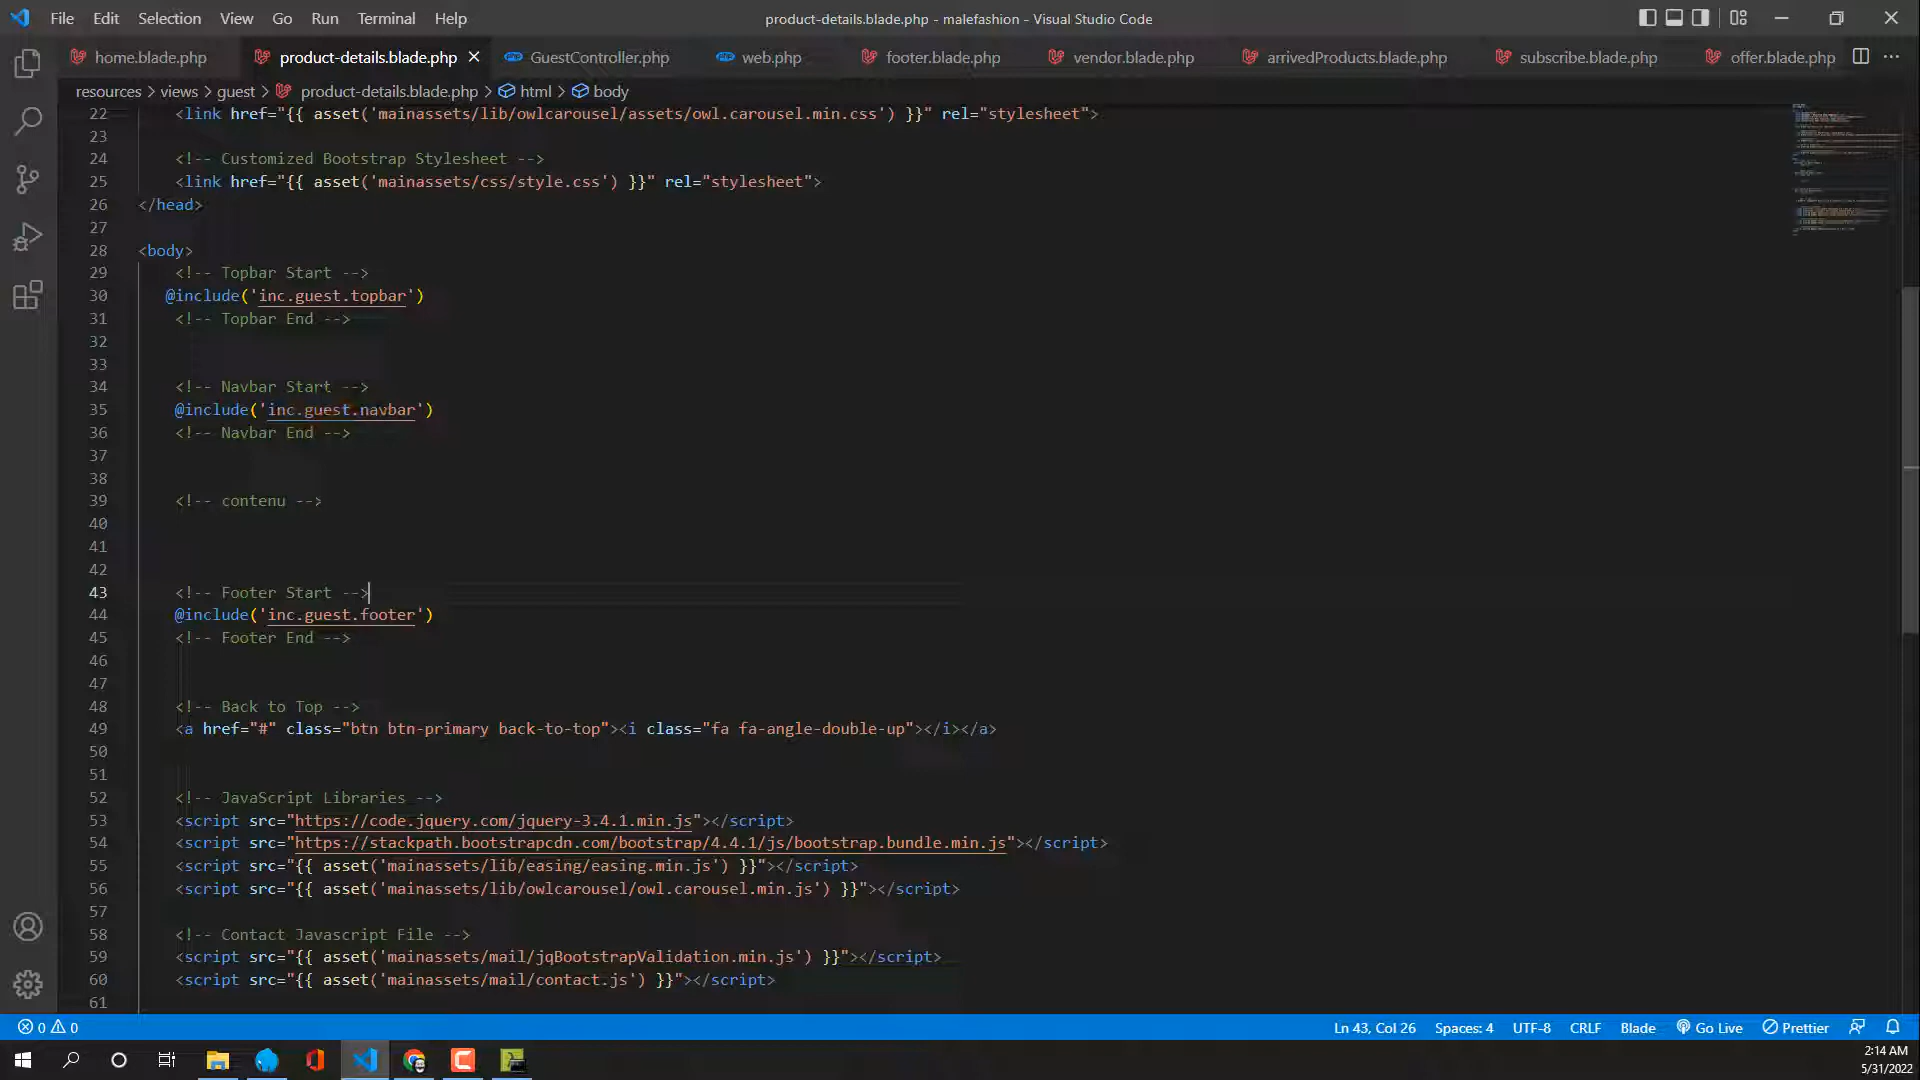 File Edit Selection View Go Run Terminal Help
product-details.blade.php - malefashion - Visual Studio Code
home.blade.php product-details.blade.php GuestController.php web.php footer.blade.php vendor.blade.php arrivedProducts.blade.php subscribe.blade.php offer.blade.php
resources > views > guest > product-details.blade.php > html > body
22 <link href="{{ asset('mainassets/lib/owlcarousel/assets/owl.carousel.min.css') }}" rel="stylesheet">
23
24 <!-- Customized Bootstrap Stylesheet -->
25 <link href="{{ asset('mainassets/css/style.css') }}" rel="stylesheet">
26 </head>
27
28 <body>
29 <!-- Topbar Start -->
30 @include('inc.guest.topbar')
31 <!-- Topbar End -->
32
33
34 <!-- Navbar Start -->
35 @include('inc.guest.navbar')
36 <!-- Navbar End -->
37
38
39 <!-- contenu -->
40
41
42
43 <!-- Footer Start -->
44 @include('inc.guest.footer')
45 <!-- Footer End -->
46
47
48 <!-- Back to Top -->
49 <a href="#" class="btn btn-primary back-to-top"><i class="fa fa-angle-double-up"></i></a>
50
51
52 <!-- JavaScript Libraries -->
53 <script src="https://code.jquery.com/jquery-3.4.1.min.js"></script>
54 <script src="https://stackpath.bootstrapcdn.com/bootstrap/4.4.1/js/bootstrap.bundle.min.js"></script>
55 <script src="{{ asset('mainassets/lib/easing/easing.min.js') }}"></script>
56 <script src="{{ asset('mainassets/lib/owlcarousel/owl.carousel.min.js') }}"></script>
57
58 <!-- Contact Javascript File -->
59 <script src="{{ asset('mainassets/mail/jqBootstrapValidation.min.js') }}"></script>
60 <script src="{{ asset('mainassets/mail/contact.js') }}"></script>
61
0 0 Ln 43, Col 26 Spaces: 4 UTF-8 CRLF Blade Go Live Prettier
2:14 AM
5/31/2022